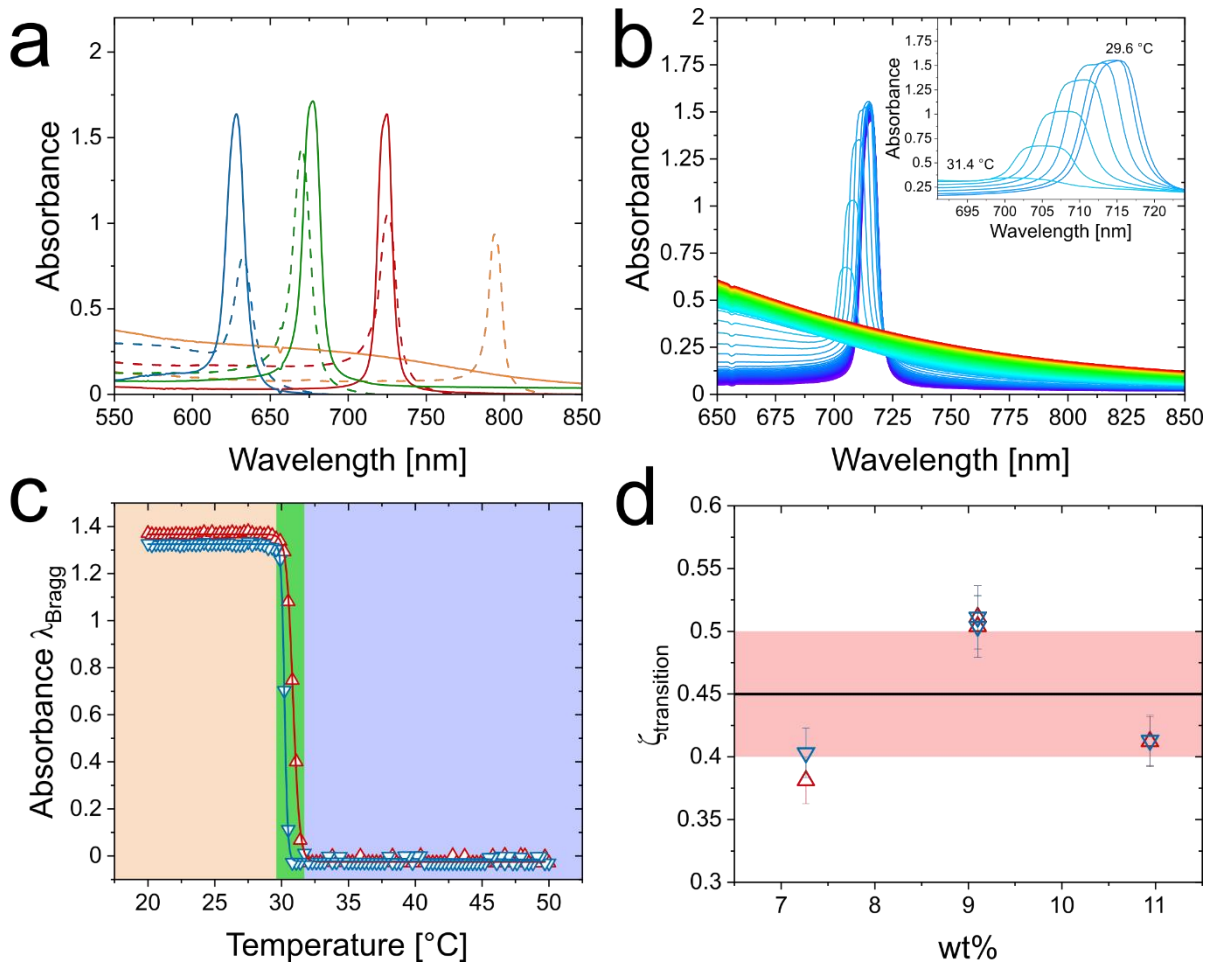 a
2
1.5
1
0.5
0
550 600 650 700 750 800 850
Absorbance
Wavelength [nm]
b
2
1.75
1.5
1.25
1
0.75
0.5
0.25
0
650 675 700 725 750 775 800 825 850
Absorbance
Wavelength [nm]
1.75
1.5
1.25
1
0.75
0.5
0.25
695 700 705 710 715 720
Absorbance
Wavelength [nm]
29.6 °C
31.4 °C
c
1.4
1.2
1
0.8
0.6
0.4
0.2
0
20 25 30 35 40 45 50
Absorbance λBragg
Temperature [°C]
d
0.6
0.55
0.5
0.45
0.4
0.35
0.3
7 8 9 10 11
ζtransition
wt%